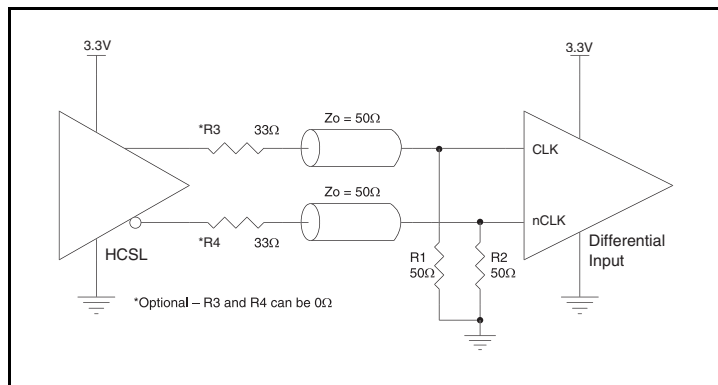 3.3V
3.3V
*R3
33Ω
Zo = 50Ω
CLK
Zo = 50Ω
nCLK
*R4
33Ω
HCSL
R1
50Ω
R2
50Ω
Differential
Input
*Optional – R3 and R4 can be 0Ω